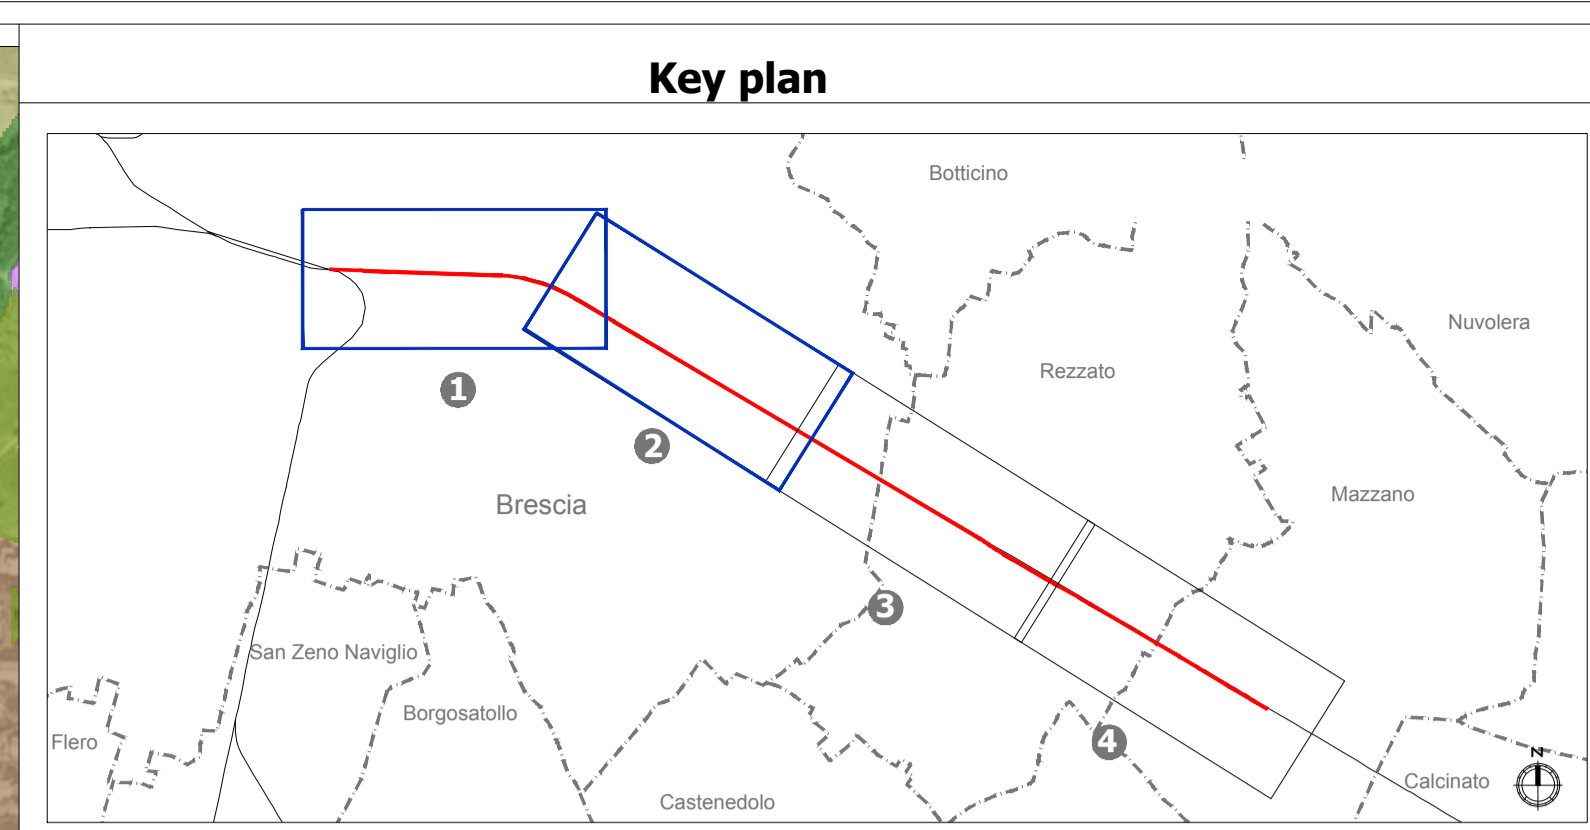 Key plan
Botticino
Nuvolera
Rezzato
1
2
Mazzano
Brescia
3
San Zeno Naviglio
Borgosatollo
Flero
4
N
Calcinato
Castenedolo